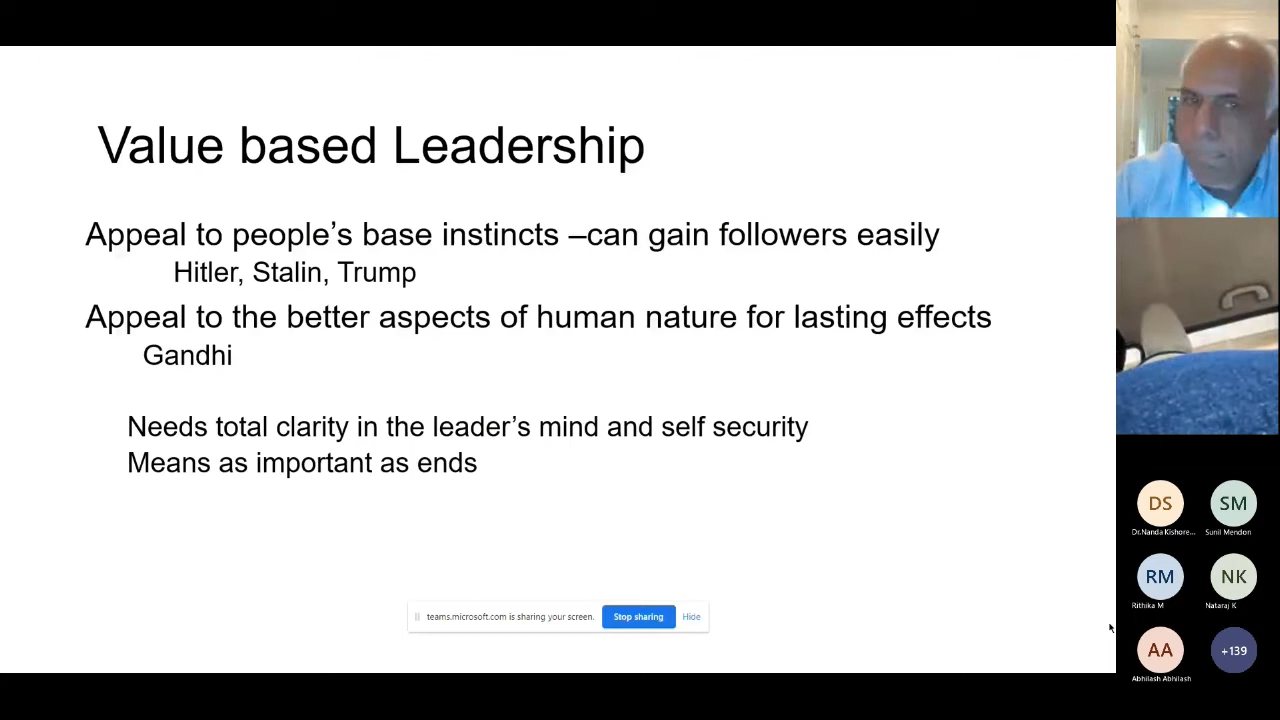 Value based Leadership
Appeal to people’s base instincts –can gain followers easily
Hitler, Stalin, Trump
Appeal to the better aspects of human nature for lasting effects
Gandhi
Needs total clarity in the leader’s mind and self security
Means as important as ends
teams.microsoft.com is sharing your screen. Stop sharing Hide
DS SM
Dr.Nanda Kishore... Sunil Mendon
RM NK
Rithika M Nataraj K
AA +139
Abhilash Abhilash